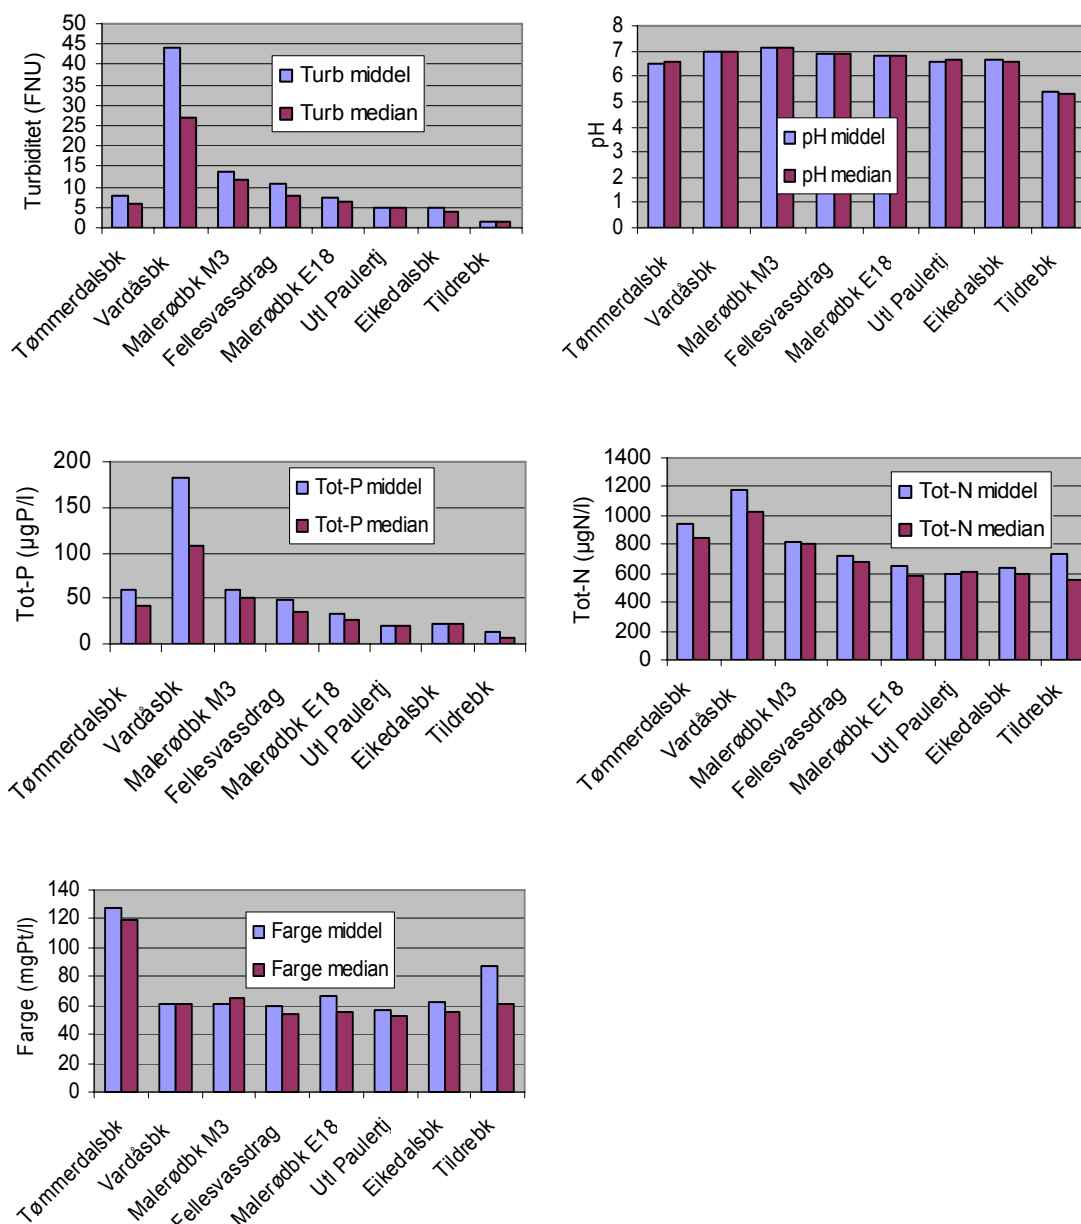 Turbiditet (FNU)
50
45
40
35
30
25
20
15
10
5
0
Turb middel
Turb median
Tømmerdalsbk
Vardåsbk
Malerødbk M3
Fellesvassdrag
Malerødbk E18
Utl Paulertj
Eikedalsbk
Tildrebk
pH
8
7
6
5
4
3
2
1
0
pH middel
pH median
Tømmerdalsbk
Vardåsbk
Malerødbk M3
Fellesvassdrag
Malerødbk E18
Utl Paulertj
Eikedalsbk
Tildrebk
Tot-P (µgP/l)
200
150
100
50
0
Tot-P middel
Tot-P median
Tømmerdalsbk
Vardåsbk
Malerødbk M3
Fellesvassdrag
Malerødbk E18
Utl Paulertj
Eikedalsbk
Tildrebk
Tot-N (µgN/l)
1400
1200
1000
800
600
400
200
0
Tot-N middel
Tot-N median
Tømmerdalsbk
Vardåsbk
Malerødbk M3
Fellesvassdrag
Malerødbk E18
Utl Paulertj
Eikedalsbk
Tildrebk
Farge (mgPt/l)
140
120
100
80
60
40
20
0
Farge middel
Farge median
Tømmerdalsbk
Vardåsbk
Malerødbk M3
Fellesvassdrag
Malerødbk E18
Utl Paulertj
Eikedalsbk
Tildrebk